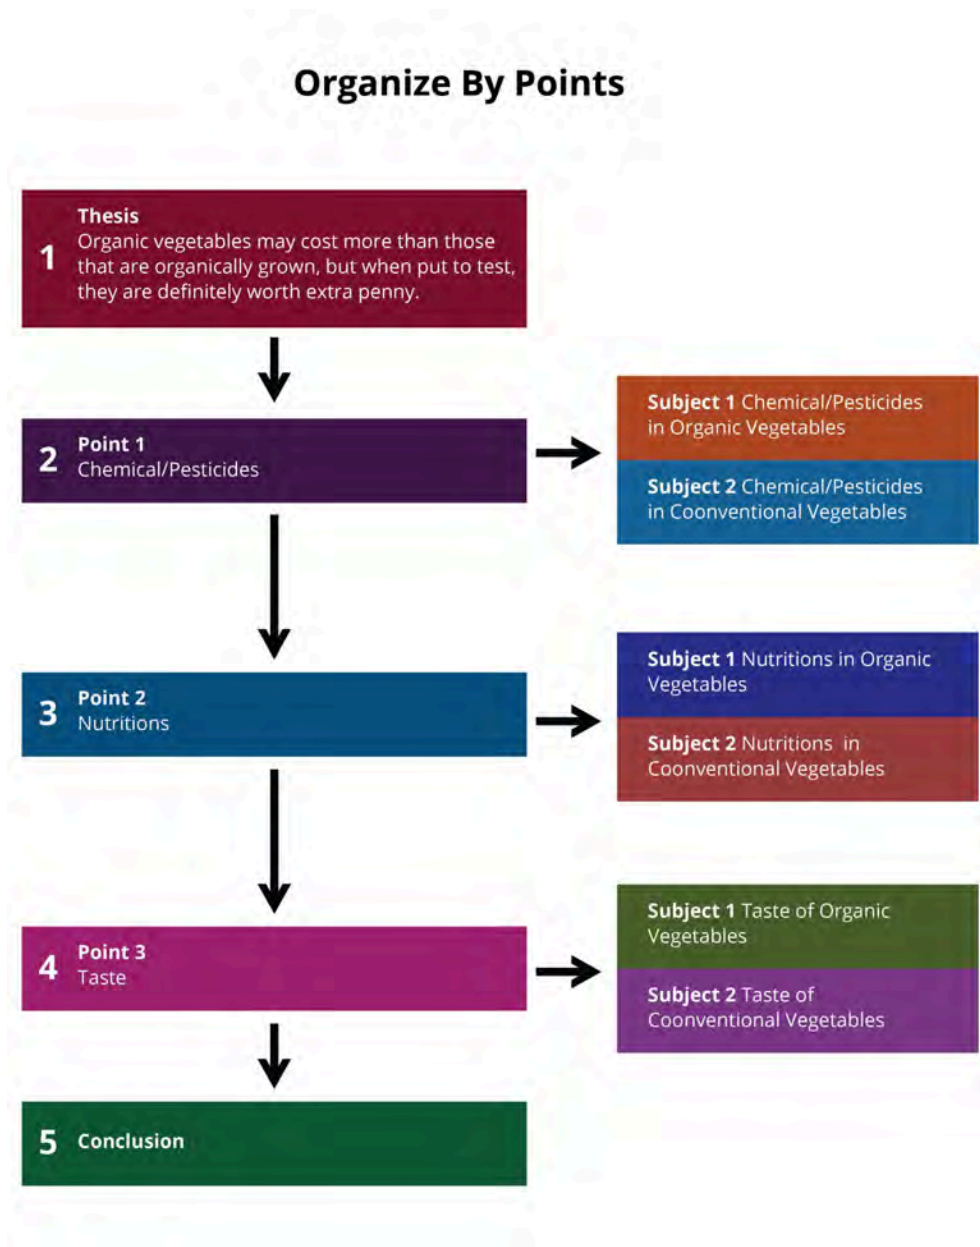 Organize By Points
1
Thesis
Organic vegetables may cost more than those
that are organically grown, but when put to test,
they are definitely worth extra penny.
2
Point 1
Chemical/Pesticides
Subject 1 Chemical/Pesticides
in Organic Vegetables
Subject 2 Chemical/Pesticides
in Coonventional Vegetables
3
Point 2
Nutritions
Subject 1 Nutritions in Organic
Vegetables
Subject 2 Nutritions in
Coonventional Vegetables
4
Point 3
Taste
Subject 1 Taste of Organic
Vegetables
Subject 2 Taste of
Coonventional Vegetables
5 Conclusion